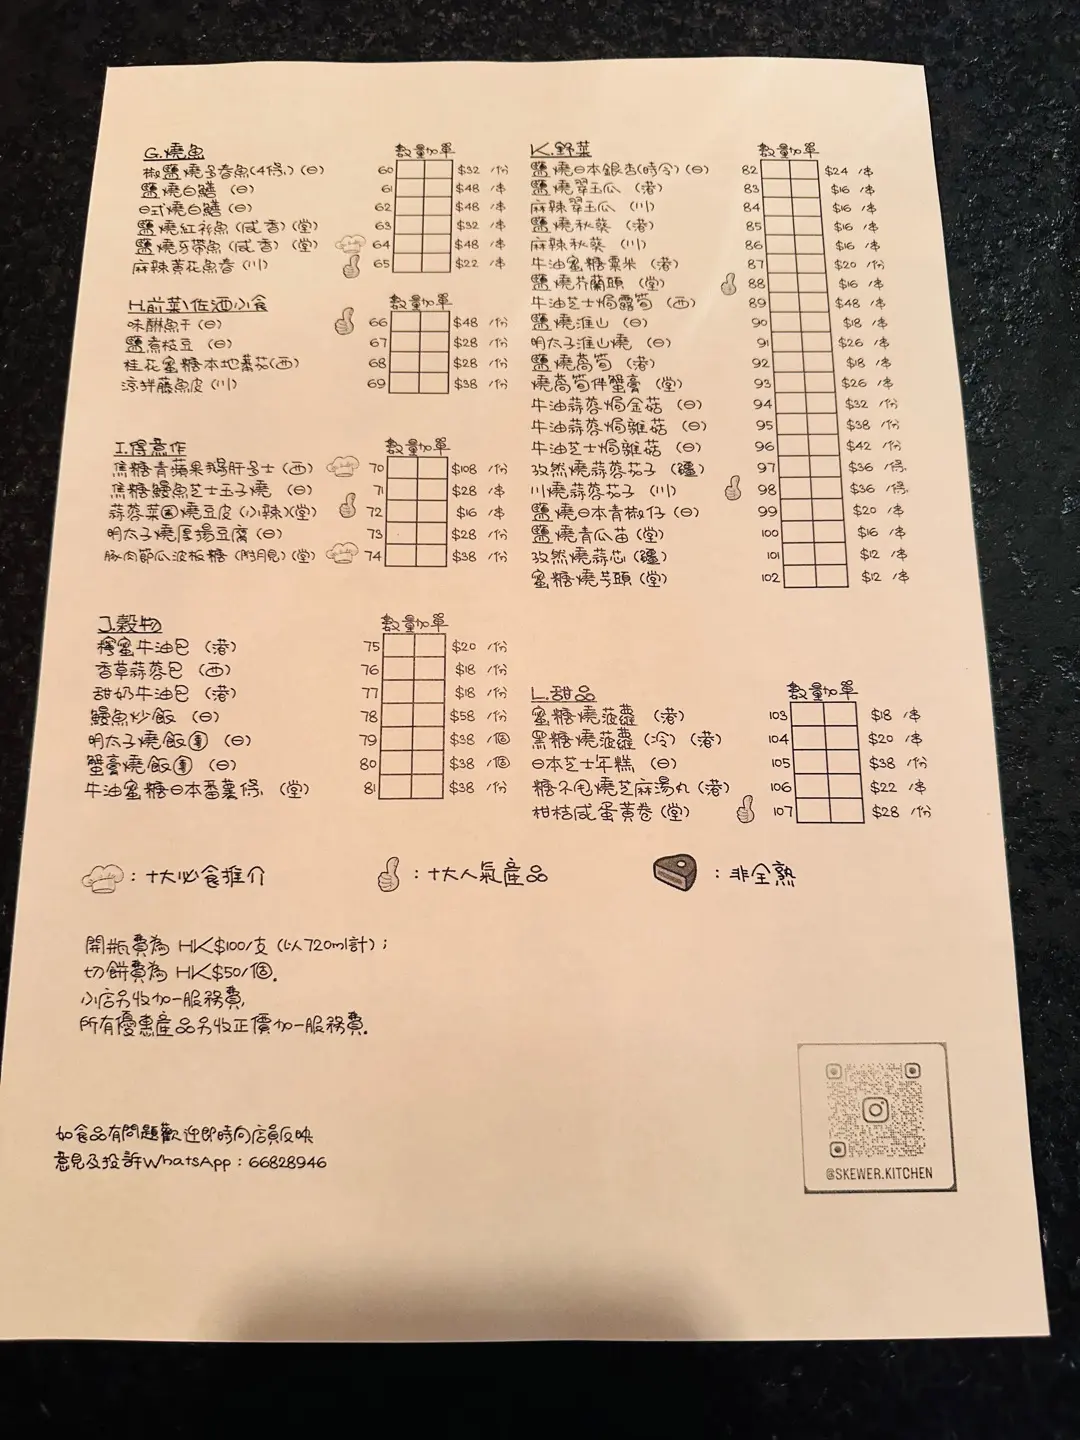 G.燒魚 數量 加單
椒鹽燒多春魚(4條)(日) 60 $32 /份
鹽燒白鱔 (日) 61 $48 /串
日式燒白鱔 (日) 62 $48 /串
鹽燒紅衫魚 (咸香) (堂) 63 $32 /串
鹽燒牙帶魚 (咸香) (堂) 64 $48 /串
麻辣黃花魚春 (川) 65 $22 /串
H.前菜\佐酒小食 數量 加單
味醂魚干 (日) 66 $48 /份
鹽煮枝豆 (日) 67 $28 /份
桂花蜜糖本地蕃茄(西) 68 $28 /份
涼拌藤魚皮 (川) 69 $38 /份
I.得意作 數量 加單
焦糖青蘋果鵝肝多士 (西) 70 $108 /份
焦糖鰻魚芝士玉子燒 (日) 71 $28 /串
蒜蓉菜圃燒豆皮 (小辣)(堂) 72 $16 /串
明太子燒厚揚豆腐 (日) 73 $28 /份
豚肉節瓜波板糖 (附月見) (堂) 74 $38 /份
J.穀物 數量 加單
檸蜜牛油巴 (港) 75 $20 /份
香草蒜蓉巴 (西) 76 $18 /份
甜奶牛油巴 (港) 77 $18 /份
鰻魚炒飯 (日) 78 $58 /份
明太子燒飯團 (日) 79 $38 /個
蟹膏燒飯團 (日) 80 $38 /個
牛油蜜糖日本番薯條 (堂) 81 $38 /份
K.野菜 數量 加單
鹽燒日本銀杏(時令) (日) 82 $24 /串
鹽燒翠玉瓜 (港) 83 $16 /串
麻辣翠玉瓜 (川) 84 $16 /串
鹽燒秋葵 (港) 85 $16 /串
麻辣秋葵 (川) 86 $16 /串
牛油蜜糖粟米 (港) 87 $20 /份
鹽燒芥蘭頭 (堂) 88 $16 /串
牛油芝士焗露筍 (西) 89 $48 /串
鹽燒淮山 (日) 90 $18 /串
明太子淮山燒 (日) 91 $26 /串
鹽燒萵筍 (港) 92 $18 /串
燒萵筍伴蟹膏 (堂) 93 $26 /串
牛油蒜蓉焗金菇 (日) 94 $32 /份
牛油蒜蓉焗雜菇 (日) 95 $38 /份
牛油芝士焗雜菇 (日) 96 $42 /份
孜然燒蒜蓉茄子 (疆) 97 $36 /條
川燒蒜蓉茄子 (川) 98 $36 /條
鹽燒日本青椒仔 (日) 99 $20 /串
鹽燒青瓜苗 (堂) 100 $16 /串
孜然燒蒜芯 (疆) 101 $12 /串
蜜糖燒芋頭 (堂) 102 $12 /串
L.甜品 數量 加單
蜜糖燒菠蘿 (港) 103 $18 /串
黑糖燒菠蘿 (冷) (港) 104 $20 /串
日本芝士年糕 (日) 105 $38 /份
糖不甩燒芝麻湯丸 (港) 106 $22 /串
柑桔咸蛋黃卷 (堂) 107 $28 /份
：十大必食推介 ：十大人氣產品 ：非全熟
開瓶費為 HK$100/支 (以720ml計)；
切餅費為 HK$50/個。
小店另收加一服務費，
所有優惠產品另收正價加一服務費。
如食品有問題歡迎即時向店員反映
意見及投訴WhatsApp：66828946
@SKEWER.KITCHEN